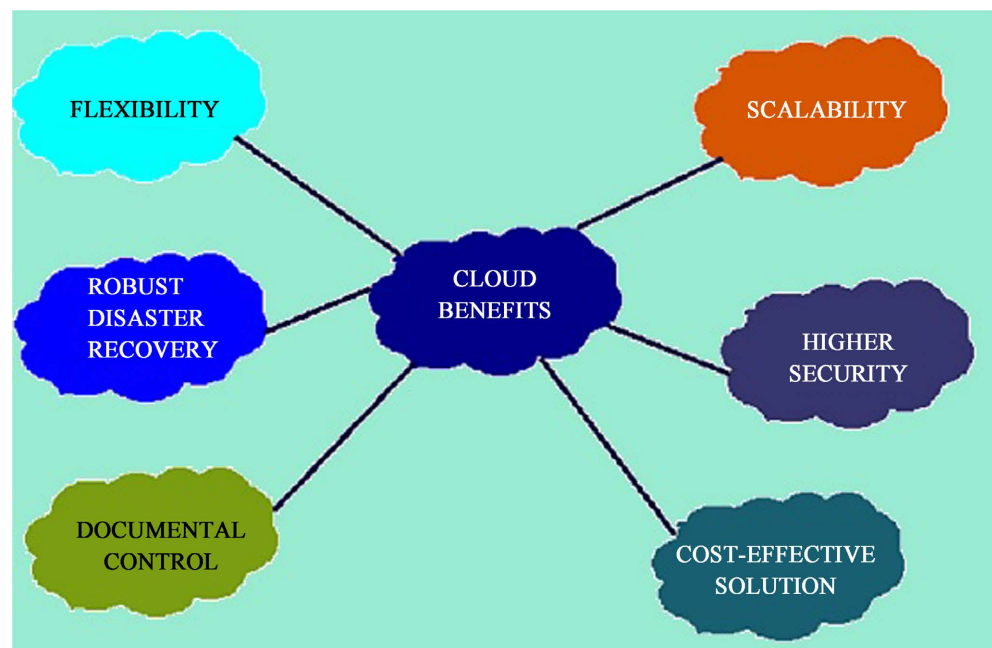 FLEXIBILITY
SCALABILITY
CLOUD
BENEFITS
ROBUST
DISASTER
RECOVERY
HIGHER
SECURITY
DOCUMENTAL
CONTROL
COST-EFFECTIVE
SOLUTION